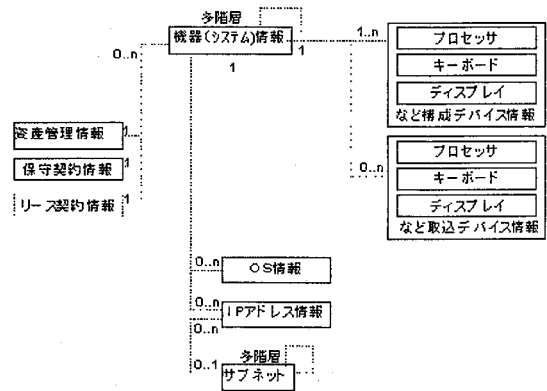 多階層
機器(システム)情報
0..n
1
1
1..n
プロセッサ
キーボード
ディスプレイ
など構成デバイス情報
0..n
プロセッサ
キーボード
ディスプレイ
など取込デバイス情報
資産管理情報
1
保守契約情報
1
リース契約情報
1
0..n
OS情報
0..n
IPアドレス情報
0..n
0..1
多階層
サブネット